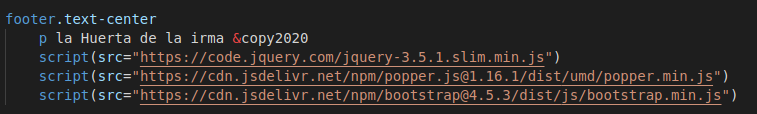 footer.text-center
p la Huerta de la irma &copy2020
script(src="https://code.jquery.com/jquery-3.5.1.slim.min.js")
script(src="https://cdn.jsdelivr.net/npm/popper.js@1.16.1/dist/umd/popper.min.js")
script(src="https://cdn.jsdelivr.net/npm/bootstrap@4.5.3/dist/js/bootstrap.min.js")